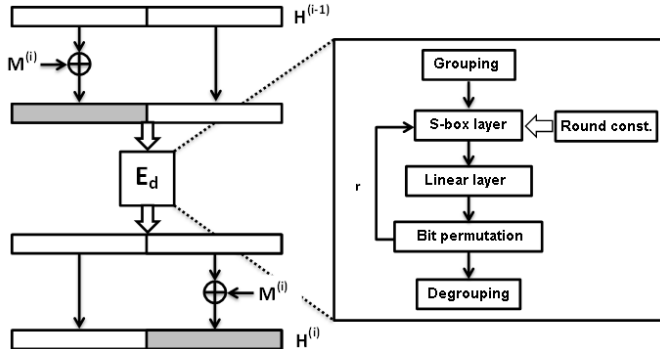 H(i-1)
M(i)
Grouping
S-box layer
Round const.
Ed
r
Linear layer
Bit permutation
M(i)
Degrouping
H(i)